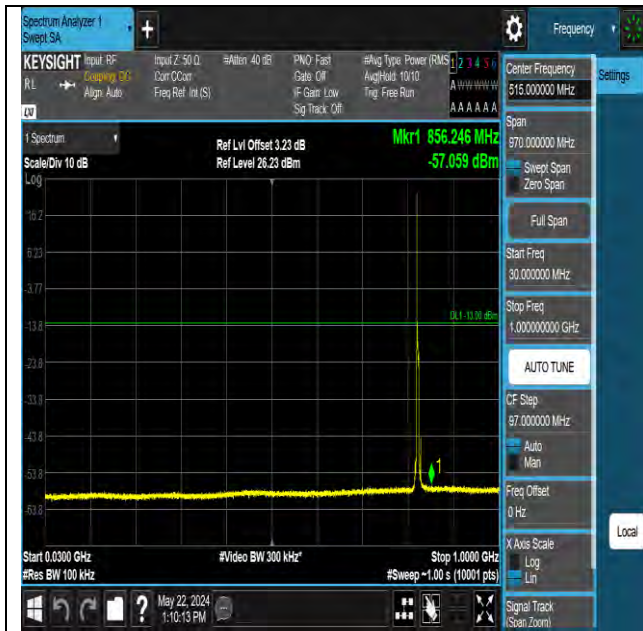 Spectrum Analyzer 1
Swept SA
+
Frequency
KEYSIGHT
RL
Input: RF
Coupling: DC
Align: Auto
Input Z: 50 Ω
Corr CCorr
Freq Ref: Int (S)
#Atten: 40 dB
PNO: Fast
Gate: Off
IF Gain: Low
Sig Track: Off
#Avg Type: Power (RMS)
Avg|Hold: 10/10
Trig: Free Run
1 2 3 4 5 6
A W W W W W
A A A A A A
LXI
1 Spectrum
Scale/Div 10 dB
Log
Ref Lvl Offset 3.23 dB
Ref Level 26.23 dBm
Mkr1 856.246 MHz
-57.059 dBm
16.2
6.23
-3.77
-13.8
-23.8
-33.8
-43.8
-53.8
-63.8
DL1 -13.00 dBm
1
Start 0.0300 GHz
#Res BW 100 kHz
#Video BW 300 kHz*
Stop 1.0000 GHz
#Sweep ~1.00 s (10001 pts)
?
May 22, 2024
1:10:13 PM
Center Frequency
515.000000 MHz
Settings
Span
970.000000 MHz
Swept Span
Zero Span
Full Span
Start Freq
30.000000 MHz
Stop Freq
1.000000000 GHz
AUTO TUNE
CF Step
97.000000 MHz
Auto
Man
Freq Offset
0 Hz
X Axis Scale
Log
Lin
Signal Track
(Span Zoom)
Local